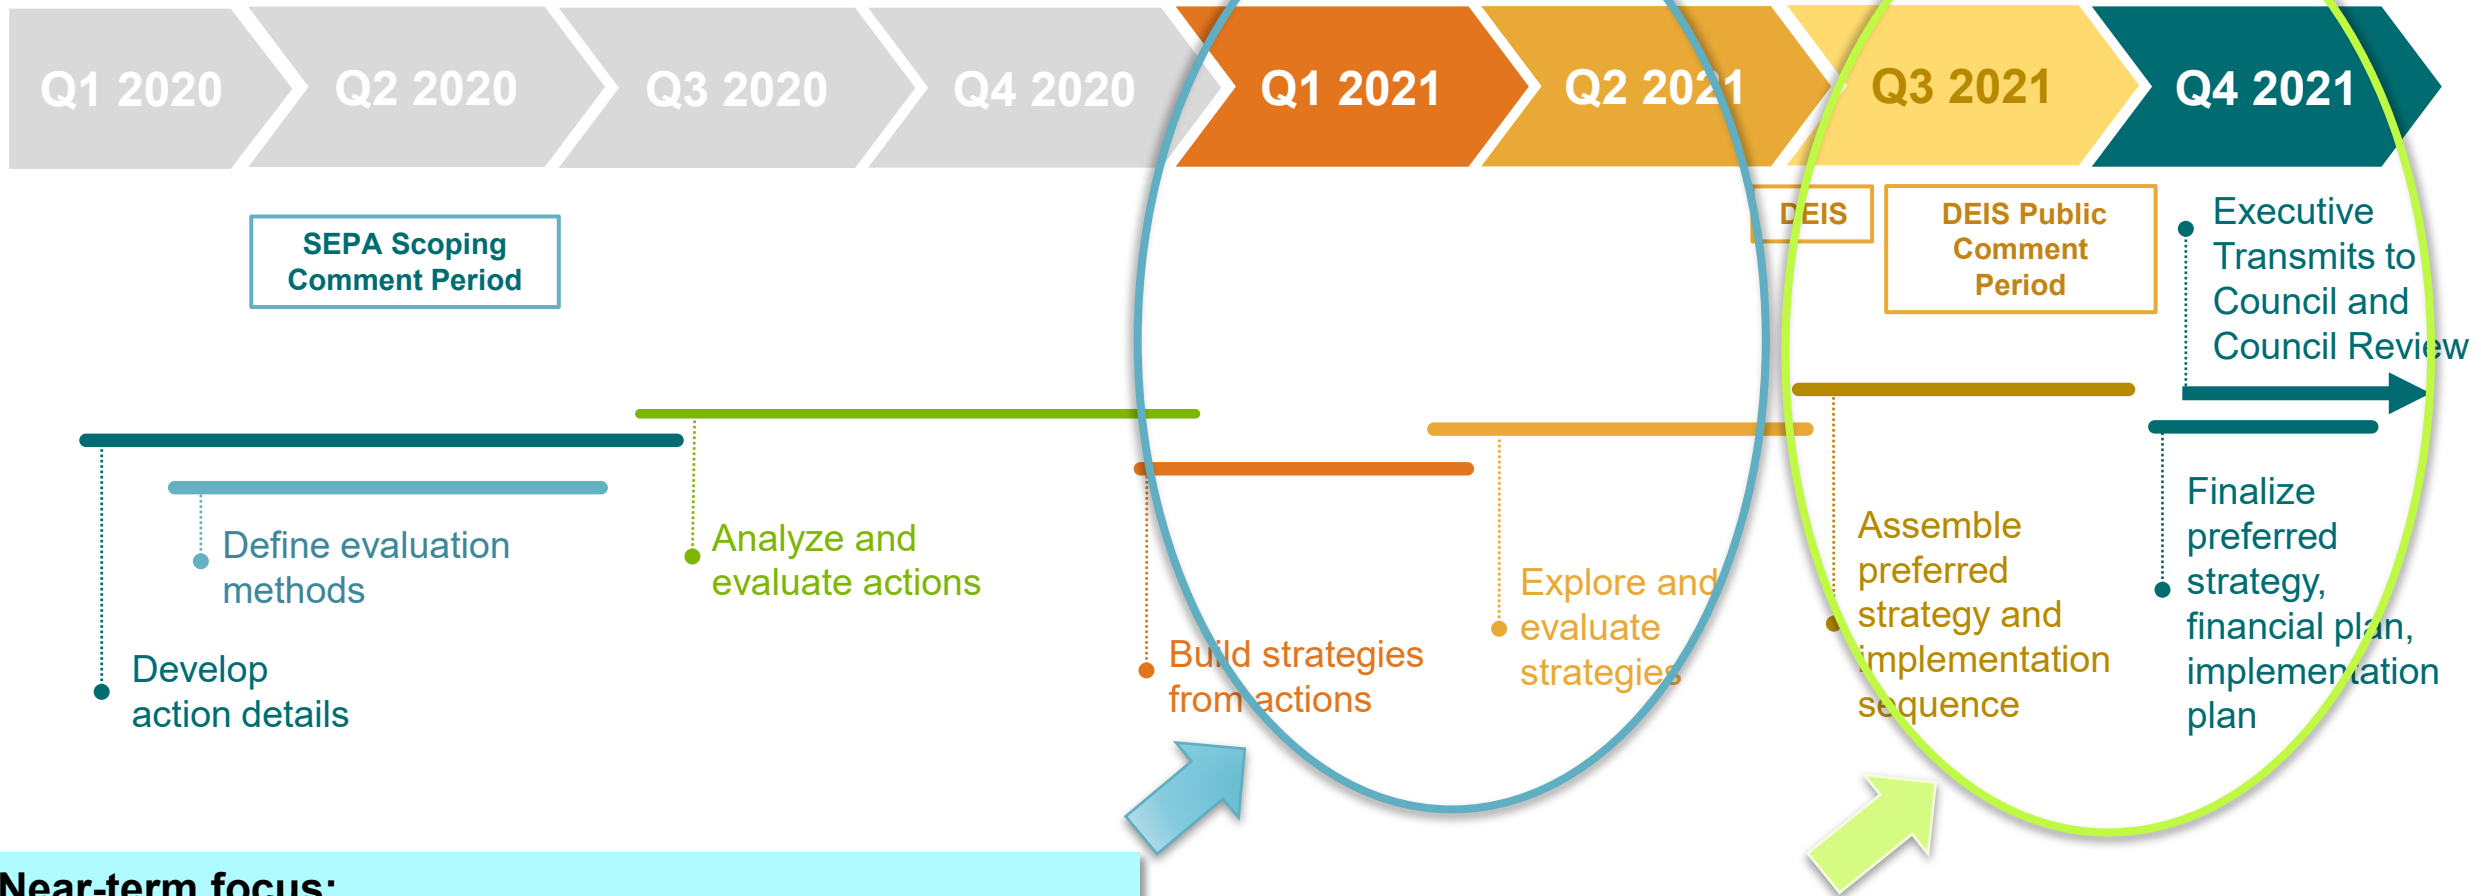 Q1 2020
Q2 2020
Q3 2020
Q4 2020
Q1 2021
Q2 2021
Q3 2021
Q4 2021
SEPA Scoping
Comment Period
DEIS
DEIS Public
Comment
Period
Executive
Transmits to
Council and
Council Review
Develop
action details
Define evaluation
methods
Analyze and
evaluate actions
Build strategies
from actions
Explore and
evaluate
strategies
Assemble
preferred
strategy and
implementation
sequence
Finalize
preferred
strategy,
financial plan,
implementation
plan
Near-term focus: